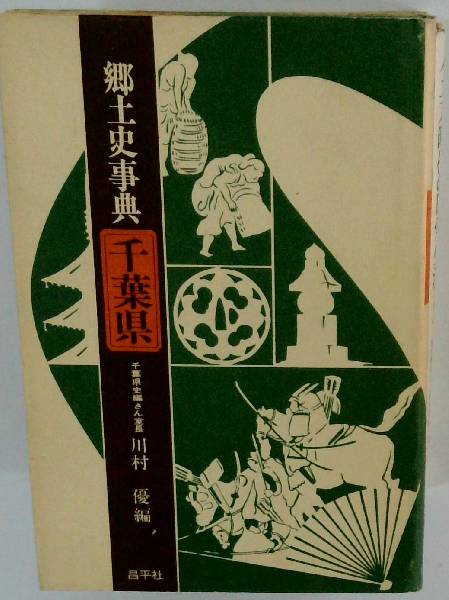 郷土史事典
千葉県
千葉県史編さん室長
川村 優編
昌平社